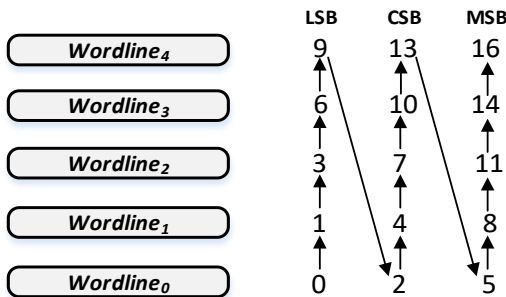 LSB CSB MSB
Wordline4 9 13 16
Wordline3 6 10 14
Wordline2 3 7 11
Wordline1 1 4 8
Wordline0 0 2 5